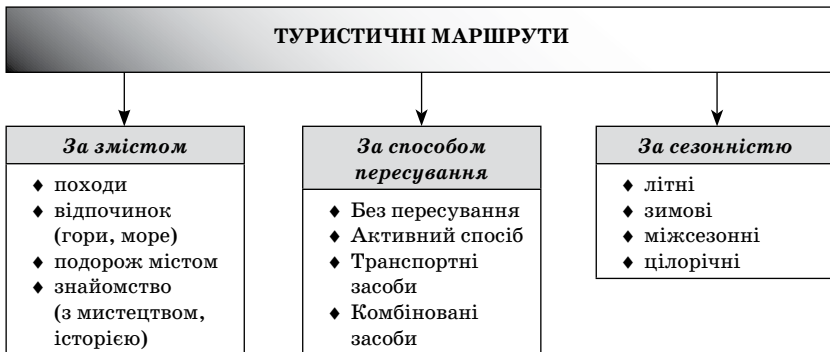 ТУРИСТИЧНІ МАРШРУТИ
За змістом
♦ походи
♦ відпочинок
(гори, море)
♦ подорож містом
♦ знайомство
(з мистецтвом,
історією)
За способом
пересування
♦ Без пересування
♦ Активний спосіб
♦ Транспортні
засоби
♦ Комбіновані
засоби
За сезонністю
♦ літні
♦ зимові
♦ міжсезонні
♦ цілорічні